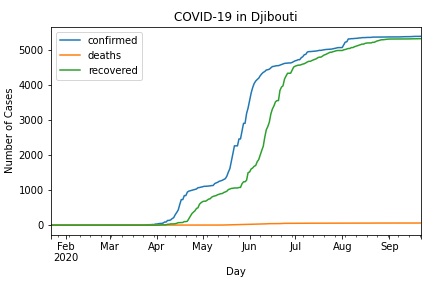 COVID-19 in Djibouti
confirmed
deaths
recovered
Number of Cases
5000
4000
3000
2000
1000
0
Feb
2020
Mar
Apr
May
Jun
Jul
Aug
Sep
Day